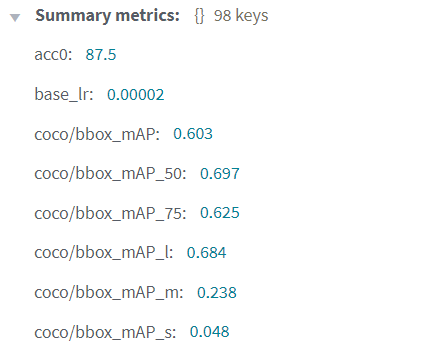 Summary metrics: {} 98 keys
acc0: 87.5
base_lr: 0.00002
coco/bbox_mAP: 0.603
coco/bbox_mAP_50: 0.697
coco/bbox_mAP_75: 0.625
coco/bbox_mAP_l: 0.684
coco/bbox_mAP_m: 0.238
coco/bbox_mAP_s: 0.048